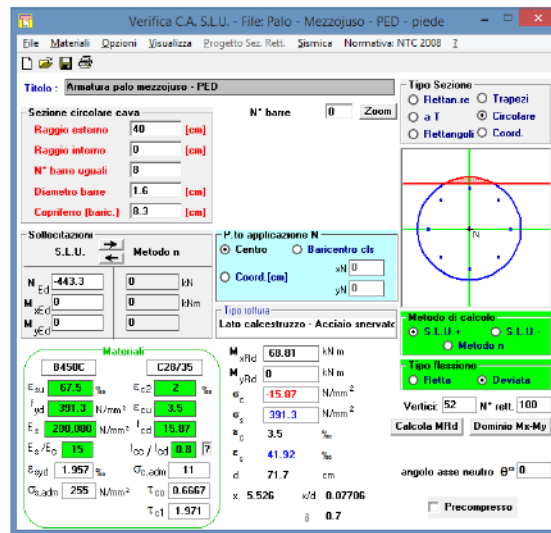 Verifica C.A. S.L.U. - File: Palo - Mezzojuso - PED - piede
File Materiali Opzioni Visualizza Progetto Sez. Rett. Sismica Normativa: NTC 2008 ?
Titolo : Armatura palo mezzojuso - PED
Sezione circolare cava
Raggio esterno 40 [cm]
Raggio interno 0 [cm]
N° barre uguali 8
Diametro barre 1.6 [cm]
Copriferro (baric.) 8.3 [cm]
N° barre 0 Zoom
Tipo Sezione
Rettan.re Trapezi
a T Circolare
Rettangoli Coord.
N
Sollecitazioni
S.L.U. Metodo n
N Ed -443.3 0 kN
M xEd 0 0 kNm
M yEd 0 0
P.to applicazione N
Centro Baricentro cls
Coord.[cm] xN 0
yN 0
Tipo rottura
Lato calcestruzzo - Acciaio snervato
Metodo di calcolo
S.L.U.+ S.L.U.-
Metodo n
Tipo flessione
Retta Deviata
Vertici: 52 N° rett. 100
Calcola MRd Dominio Mx-My
angolo asse neutro θ° 0
Precompresso
Materiali
B450C C28/35
εsu 67.5 ‰ εc2 2 ‰
fyd 391.3 N/mm² εcu 3.5
Es 200,000 N/mm² fcd 15.87
Es/Ec 15 fcc / fcd 0.8 ?
εsyd 1.957 ‰ σc,adm 11
σs,adm 255 N/mm² τco 0.6667
τc1 1.971
M xRd 68.81 kN m
M yRd 0 kN m
σc -15.87 N/mm²
σs 391.3 N/mm²
εc 3.5 ‰
εs 41.92 ‰
d 71.7 cm
x 5.526 x/d 0.07706
δ 0.7